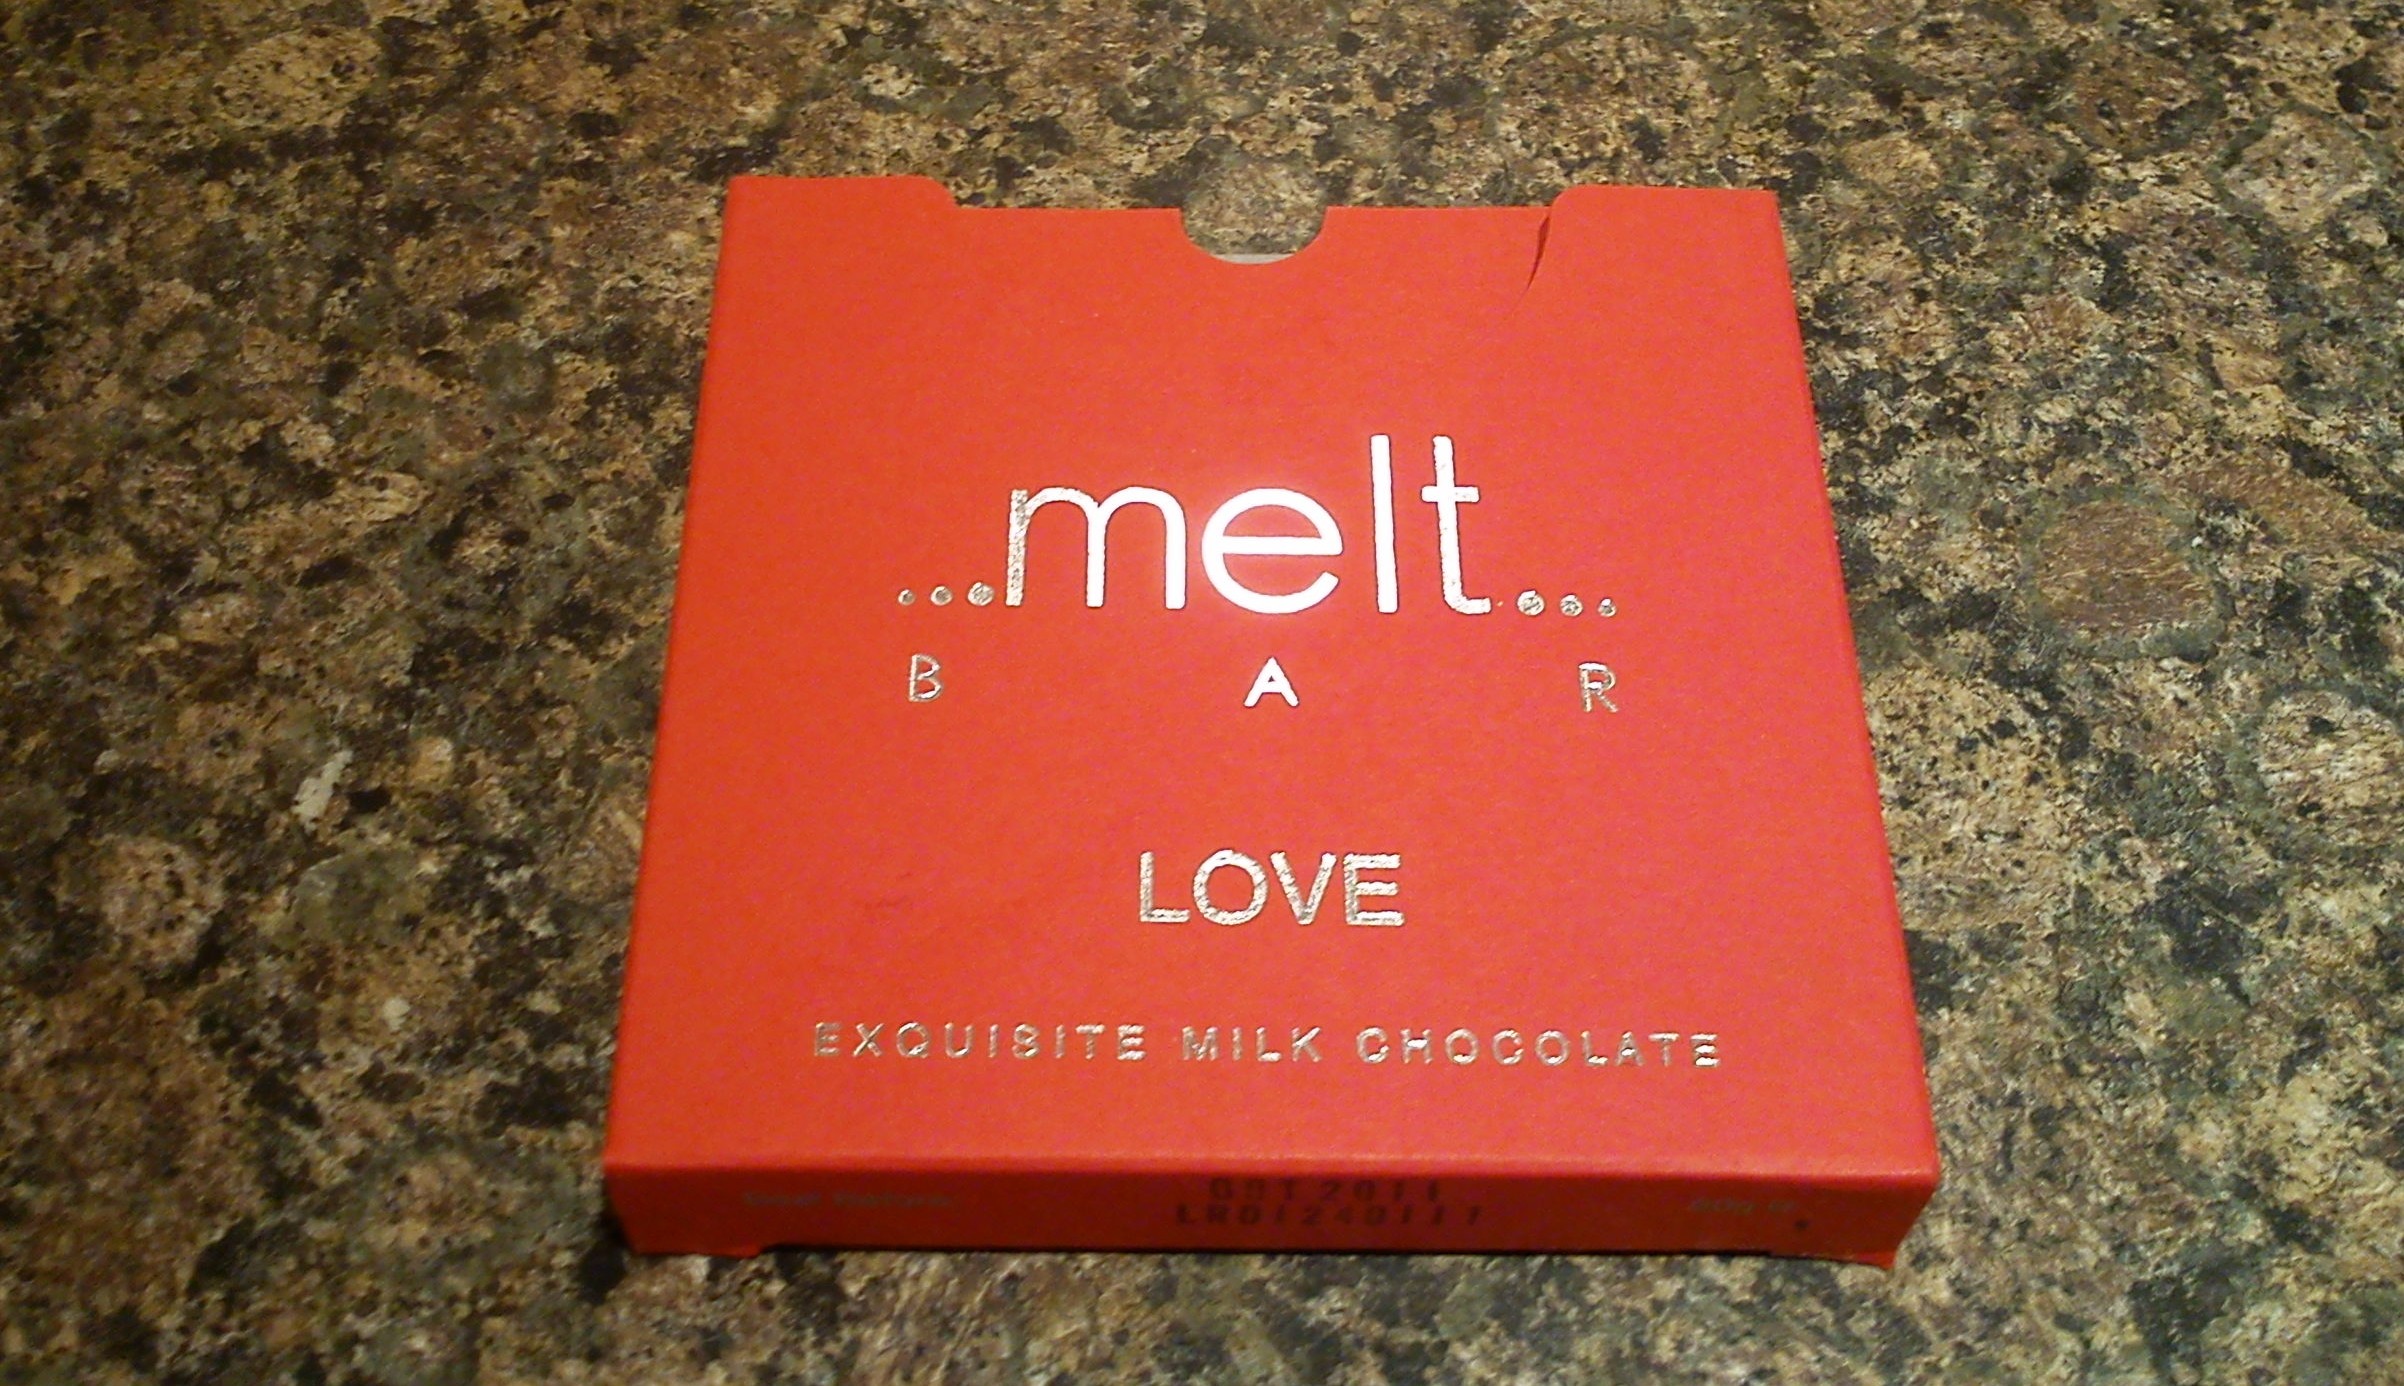 ...melt...
B A R
LOVE
EXQUISITE MILK CHOCOLATE